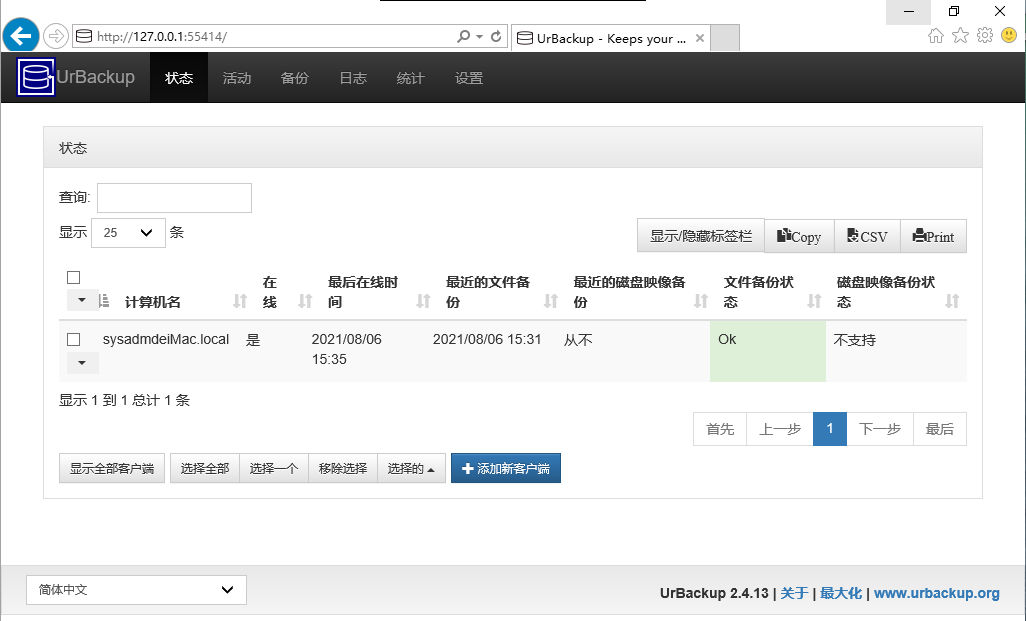 http://127.0.0.1:55414/
UrBackup - Keeps your ...
UrBackup 状态 活动 备份 日志 统计 设置
状态
查询:
显示 25 条
显示/隐藏标签栏 Copy CSV Print
计算机名 在线 最后在线时间 最近的文件备份 最近的磁盘映像备份 文件备份状态 磁盘映像备份状态
sysadmdeiMac.local 是 2021/08/06 15:35 2021/08/06 15:31 从不 Ok 不支持
显示 1 到 1 总计 1 条
首先 上一步 1 下一步 最后
显示全部客户端 选择全部 选择一个 移除选择 选择的 添加新客户端
简体中文
UrBackup 2.4.13 | 关于 | 最大化 | www.urbackup.org